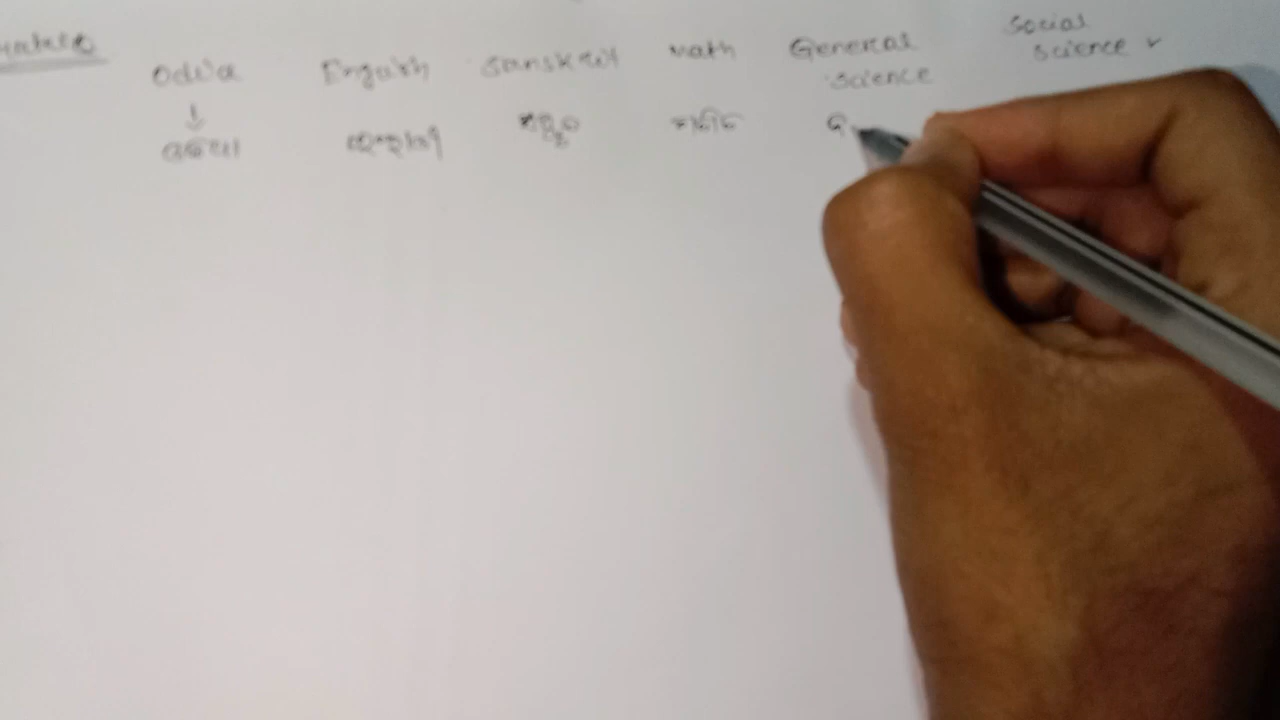 Odia English Sanskrit Math General Science Social Science ✓
ଓଡିଆ ଗଣିତ ବି